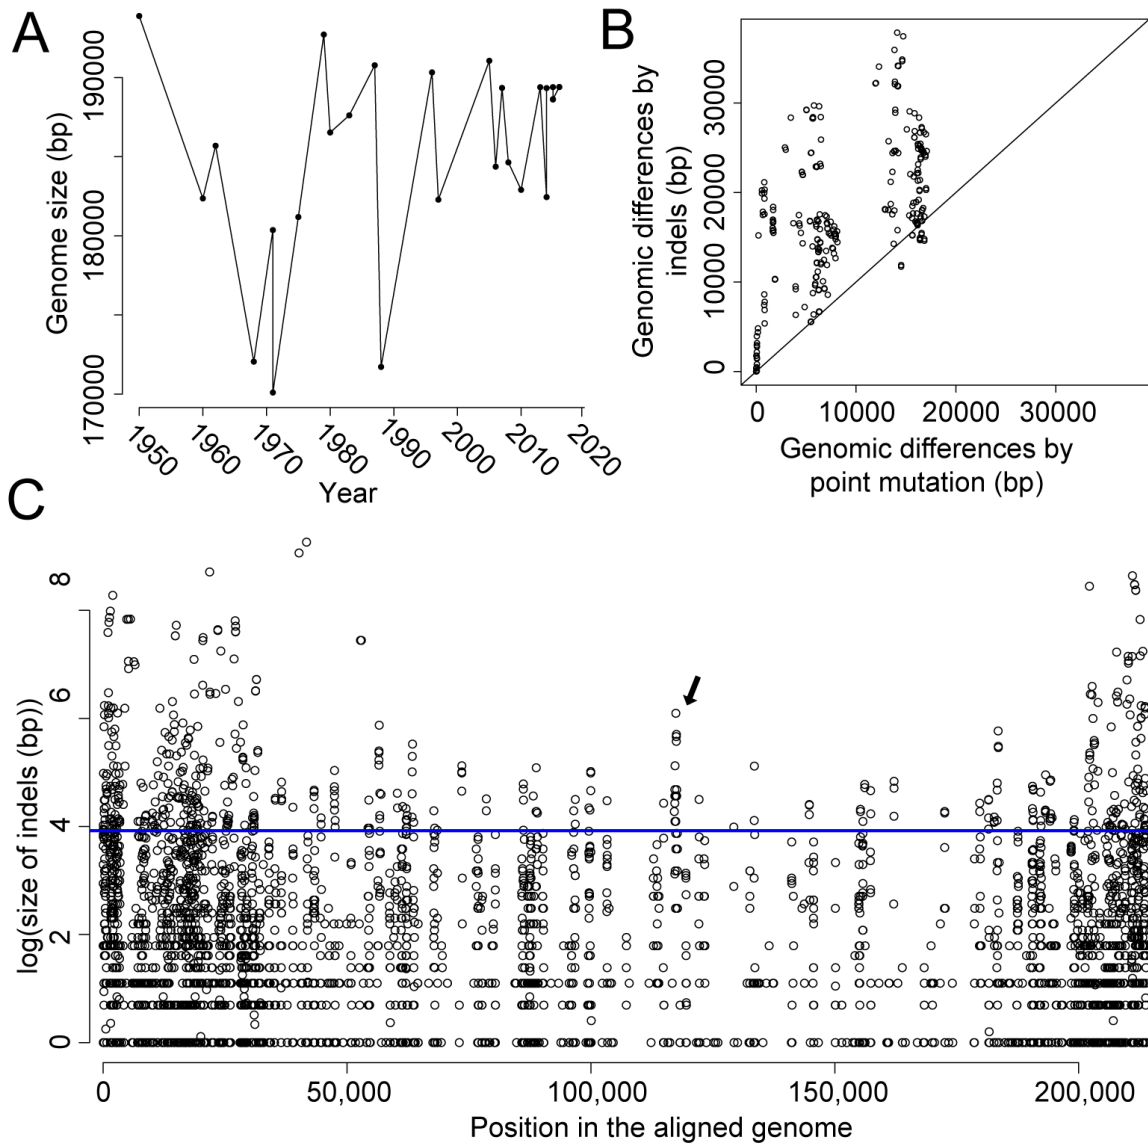 A
Genome size (bp)
170000
180000
190000
1950
1960
1970
1980
1990
2000
2010
2020
Year
B
Genomic differences by
indels (bp)
0
10000
20000
30000
0
10000
20000
30000
Genomic differences by
point mutation (bp)
C
log(size of indels (bp))
0
2
4
6
8
0
50,000
100,000
150,000
200,000
Position in the aligned genome